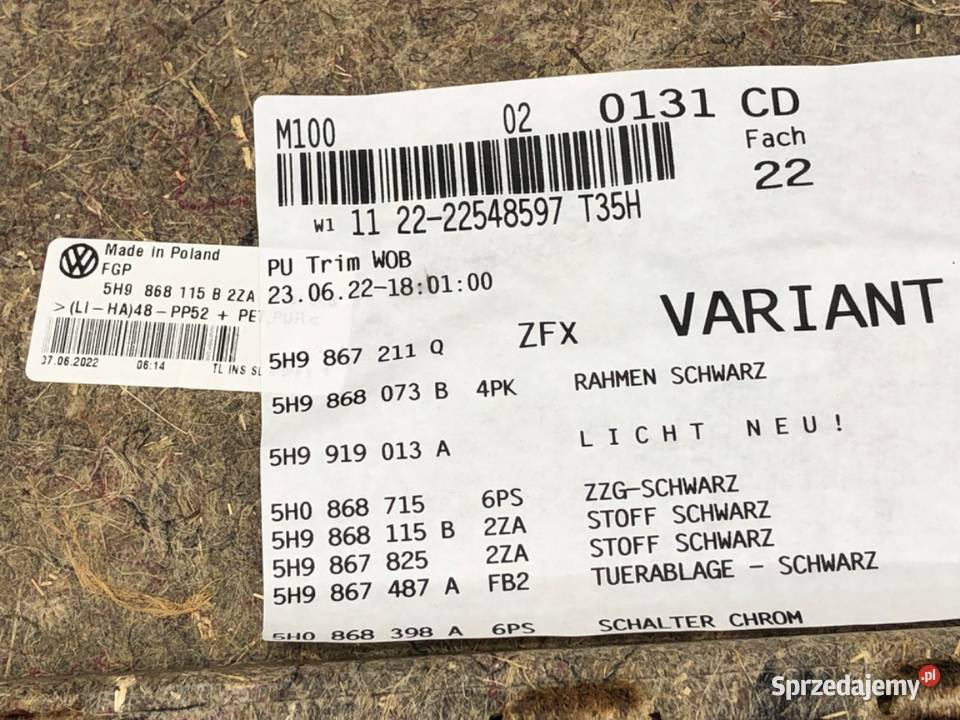 M100 02 0131 CD
Fach
22
W1 11 22-22548597 T35H
PU Trim WOB
23.06.22-18:01:00
VARIANT
ZFX
5H9 867 211 Q
5H9 868 073 B 4PK RAHMEN SCHWARZ
5H9 919 013 A LICHT NEU!
5H0 868 715 6PS ZZG-SCHWARZ
5H9 868 115 B 2ZA STOFF SCHWARZ
5H9 867 825 2ZA STOFF SCHWARZ
5H9 867 487 A FB2 TUERABLAGE - SCHWARZ
5H0 868 398 A 6PS SCHALTER CHROM
Made in Poland
FGP
5H9 868 115 B 2ZA
>(LI-HA)48-PP52 + PET,PUR<
07.06.2022 06:14 TL INS
Sprzedajemy.pl